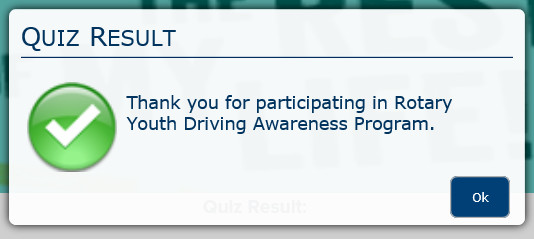 QUIZ RESULT
Thank you for participating in Rotary
Youth Driving Awareness Program.
Ok
Quiz Result: